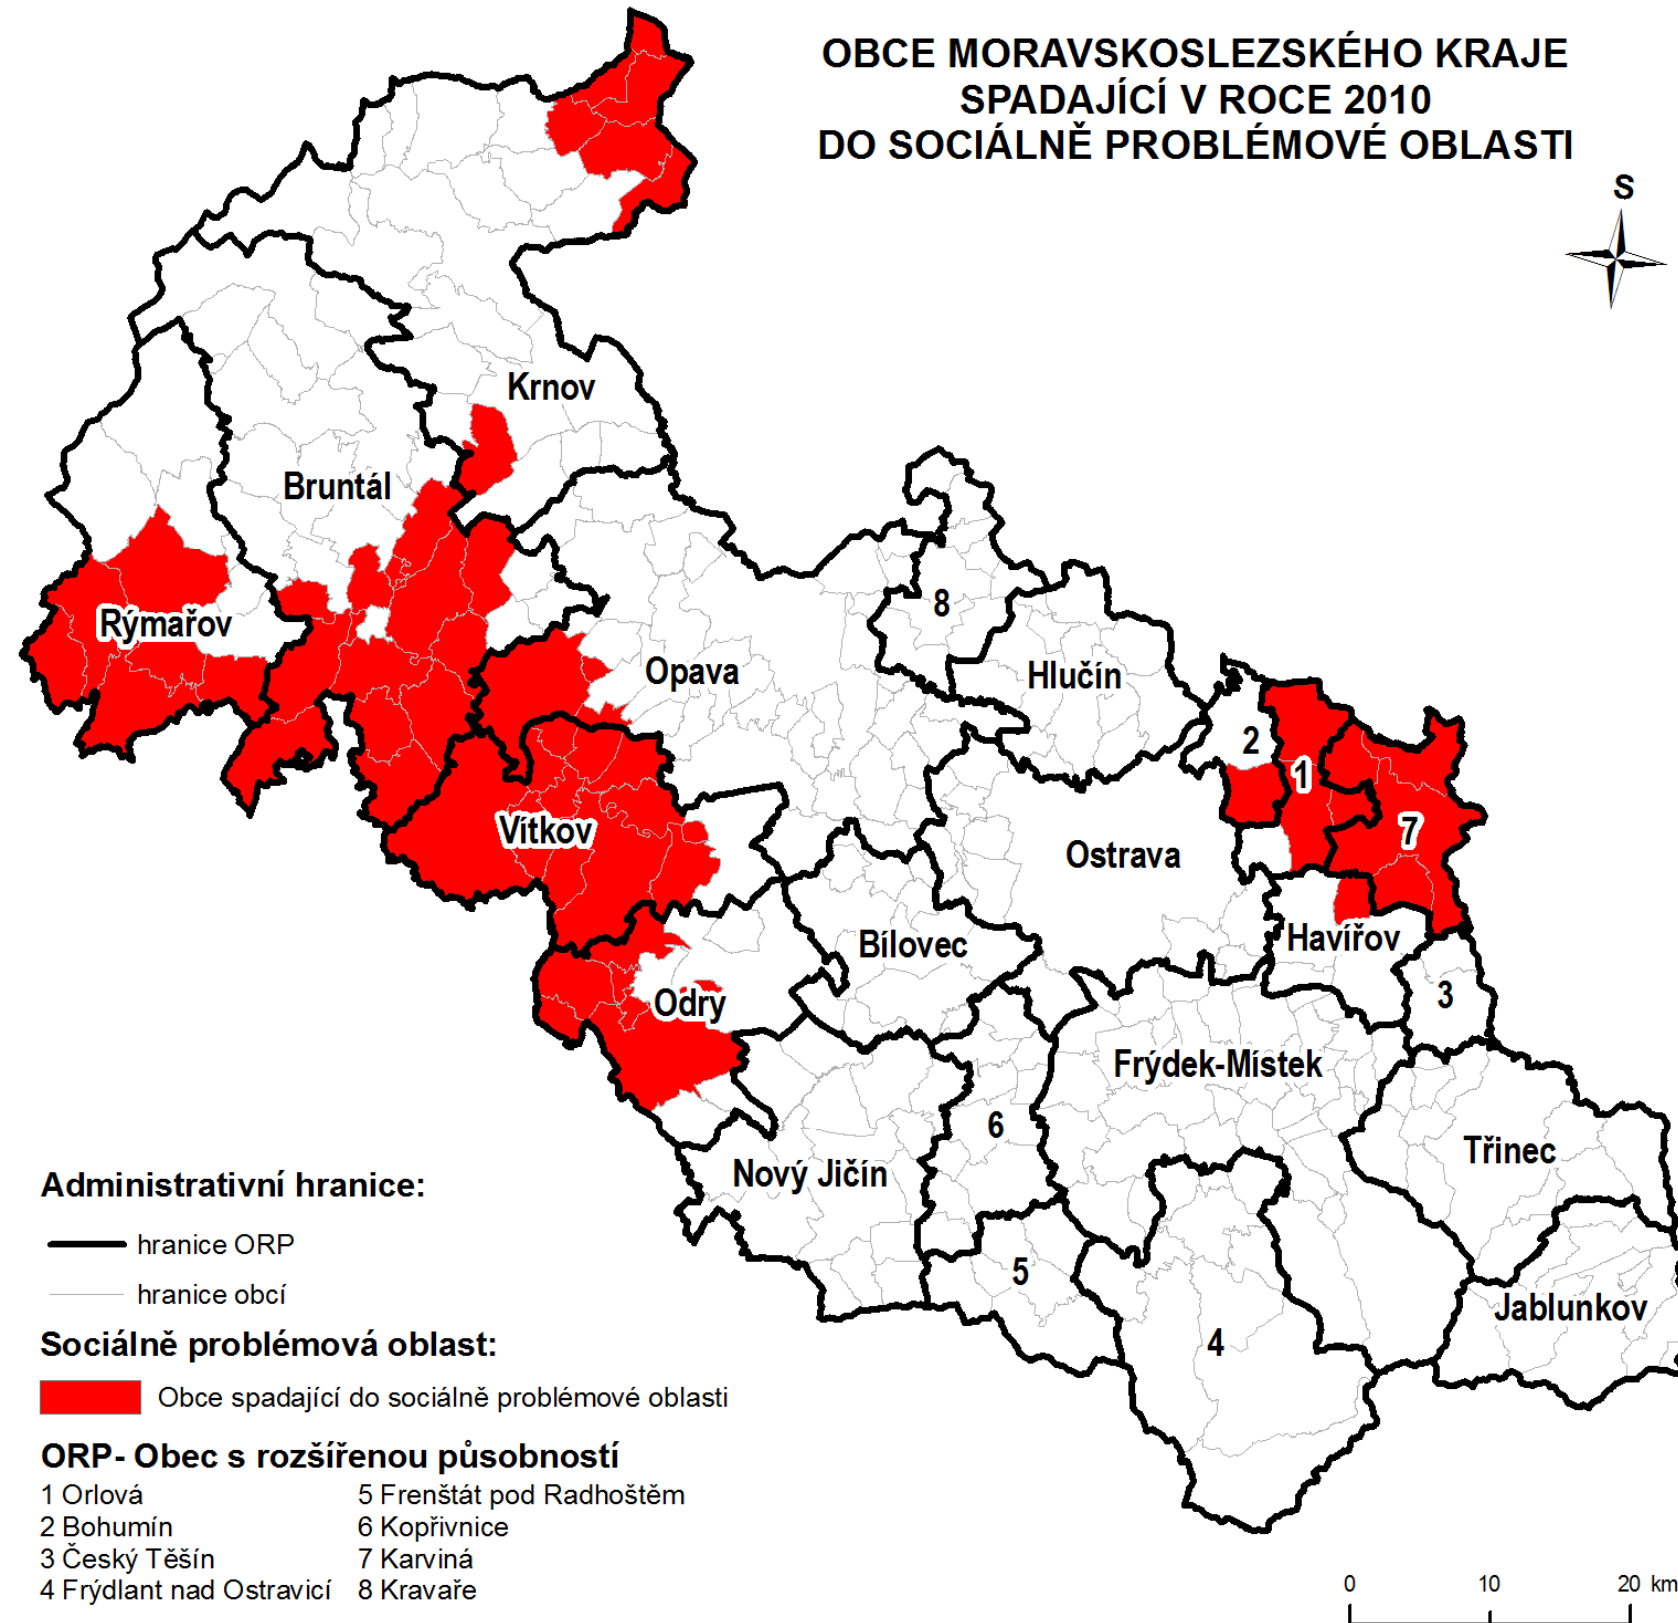 OBCE MORAVSKOSLEZSKÉHO KRAJE
SPADAJÍCÍ V ROCE 2010
DO SOCIÁLNĚ PROBLÉMOVÉ OBLASTI
S
Krnov
Bruntál
Rýmařov
8
Opava
Hlučín
2
1
Vítkov
7
Ostrava
Bílovec
Havířov
Odry
3
Frýdek-Místek
6
Třinec
Nový Jičín
5
Jablunkov
4
Administrativní hranice:
hranice ORP
hranice obcí
Sociálně problémová oblast:
Obce spadající do sociálně problémové oblasti
ORP- Obec s rozšířenou působností
1 Orlová 5 Frenštát pod Radhoštěm
2 Bohumín 6 Kopřivnice
3 Český Těšín 7 Karviná
4 Frýdlant nad Ostravicí 8 Kravaře
0 10 20 km